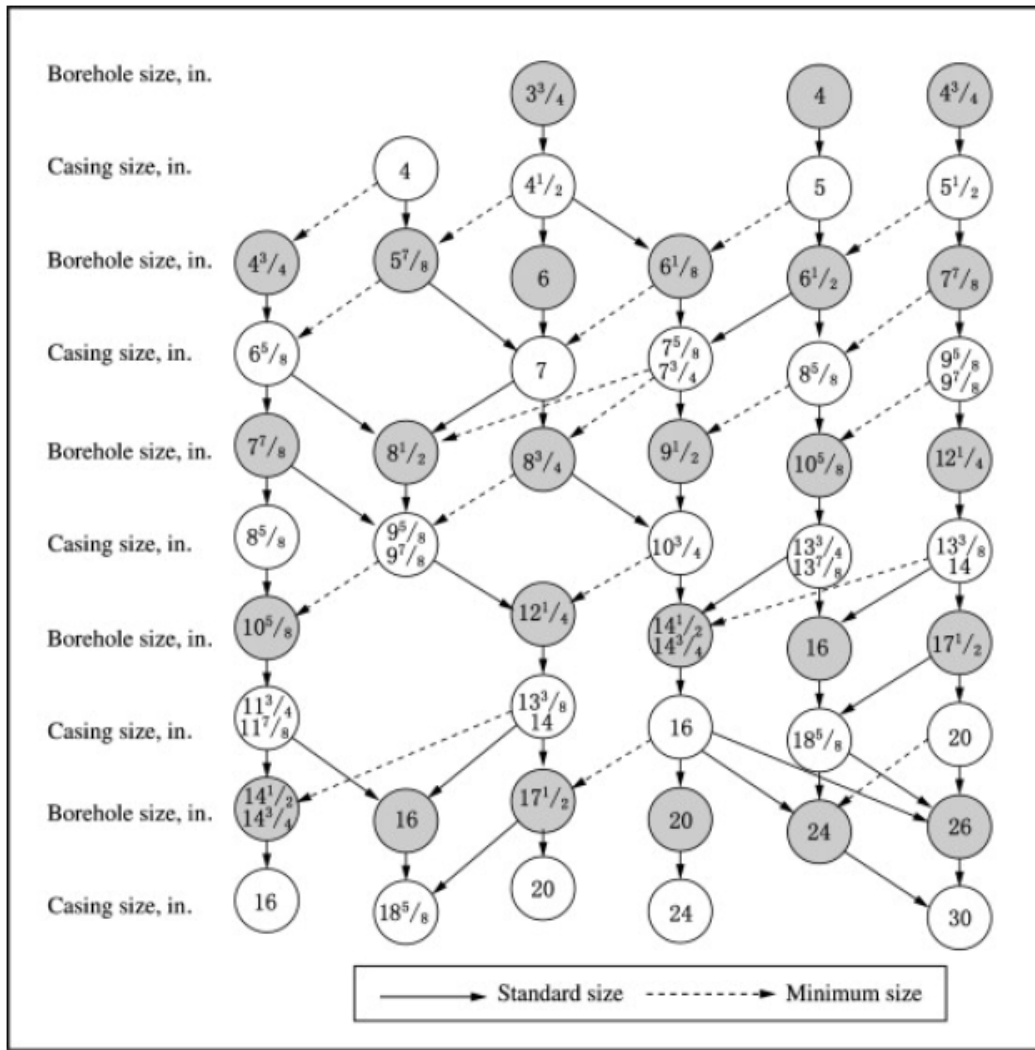 Borehole size, in. 3 3/4 4 4 3/4
Casing size, in. 4 4 1/2 5 5 1/2
Borehole size, in. 4 3/4 5 7/8 6 6 1/8 6 1/2 7 7/8
Casing size, in. 6 5/8 7 7 5/8 7 3/4 8 5/8 9 5/8 9 7/8
Borehole size, in. 7 7/8 8 1/2 8 3/4 9 1/2 10 5/8 12 1/4
Casing size, in. 8 5/8 9 5/8 9 7/8 10 3/4 13 3/4 13 7/8 13 3/8 14
Borehole size, in. 10 5/8 12 1/4 14 1/2 14 3/4 16 17 1/2
Casing size, in. 11 3/4 11 7/8 13 3/8 14 16 18 5/8 20
Borehole size, in. 14 1/2 14 3/4 16 17 1/2 20 24 26
Casing size, in. 16 18 5/8 20 24 30
Standard size Minimum size